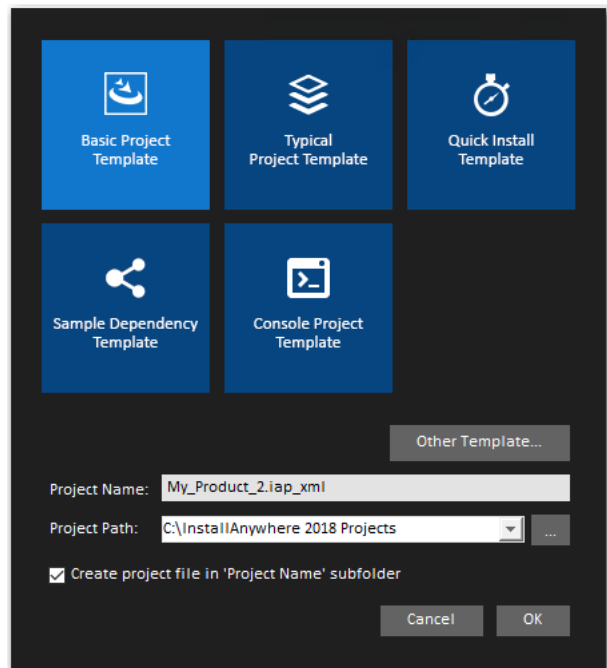 Basic Project
Template
Typical
Project Template
Quick Install
Template
Sample Dependency
Template
Console Project
Template
Other Template...
Project Name: My_Product_2.iap_xml
Project Path: C:\InstallAnywhere 2018 Projects ...
Create project file in 'Project Name' subfolder
Cancel OK